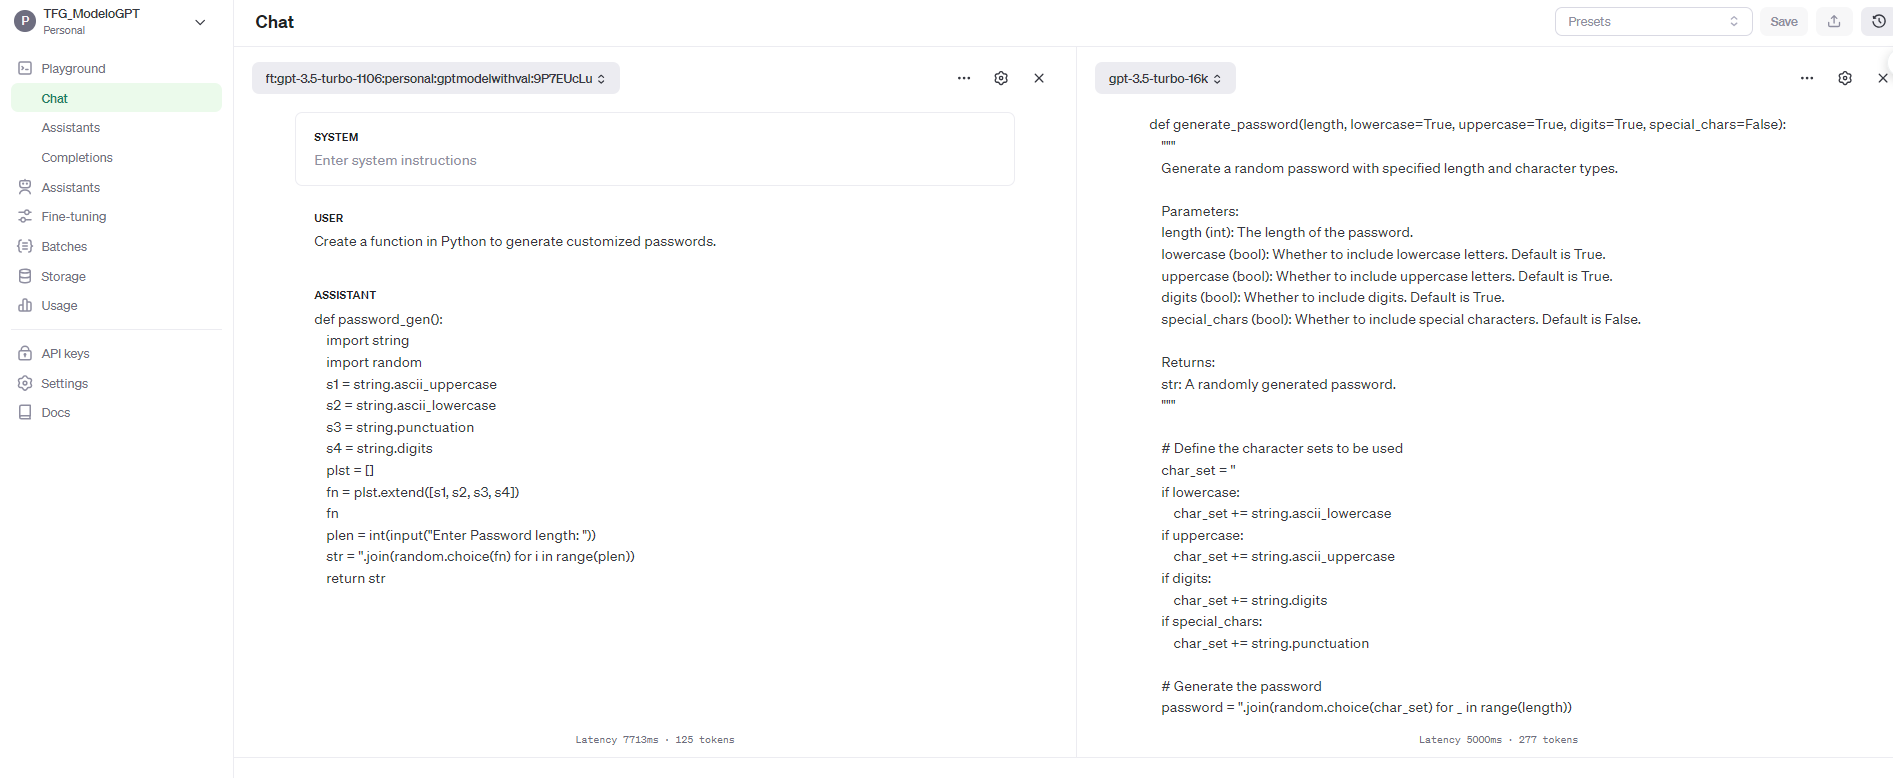 P
TFG_ModeloGPT
Personal
Playground
Chat
Assistants
Completions
Assistants
Fine-tuning
Batches
Storage
Usage
API keys
Settings
Docs
Chat
Presets
Save
ft:gpt-3.5-turbo-1106:personal:gptmodelwithval:9P7EUcLu
SYSTEM
Enter system instructions
USER
Create a function in Python to generate customized passwords.
ASSISTANT
def password_gen():
    import string
    import random
    s1 = string.ascii_uppercase
    s2 = string.ascii_lowercase
    s3 = string.punctuation
    s4 = string.digits
    plst = []
    fn = plst.extend([s1, s2, s3, s4])
    fn
    plen = int(input("Enter Password length: "))
    str = ''.join(random.choice(fn) for i in range(plen))
    return str
Latency 7713ms · 125 tokens
gpt-3.5-turbo-16k
def generate_password(length, lowercase=True, uppercase=True, digits=True, special_chars=False):
    """
    Generate a random password with specified length and character types.
    Parameters:
    length (int): The length of the password.
    lowercase (bool): Whether to include lowercase letters. Default is True.
    uppercase (bool): Whether to include uppercase letters. Default is True.
    digits (bool): Whether to include digits. Default is True.
    special_chars (bool): Whether to include special characters. Default is False.
    Returns:
    str: A randomly generated password.
    """
    # Define the character sets to be used
    char_set = ''
    if lowercase:
        char_set += string.ascii_lowercase
    if uppercase:
        char_set += string.ascii_uppercase
    if digits:
        char_set += string.digits
    if special_chars:
        char_set += string.punctuation
    # Generate the password
    password = ''.join(random.choice(char_set) for _ in range(length))
Latency 5000ms · 277 tokens